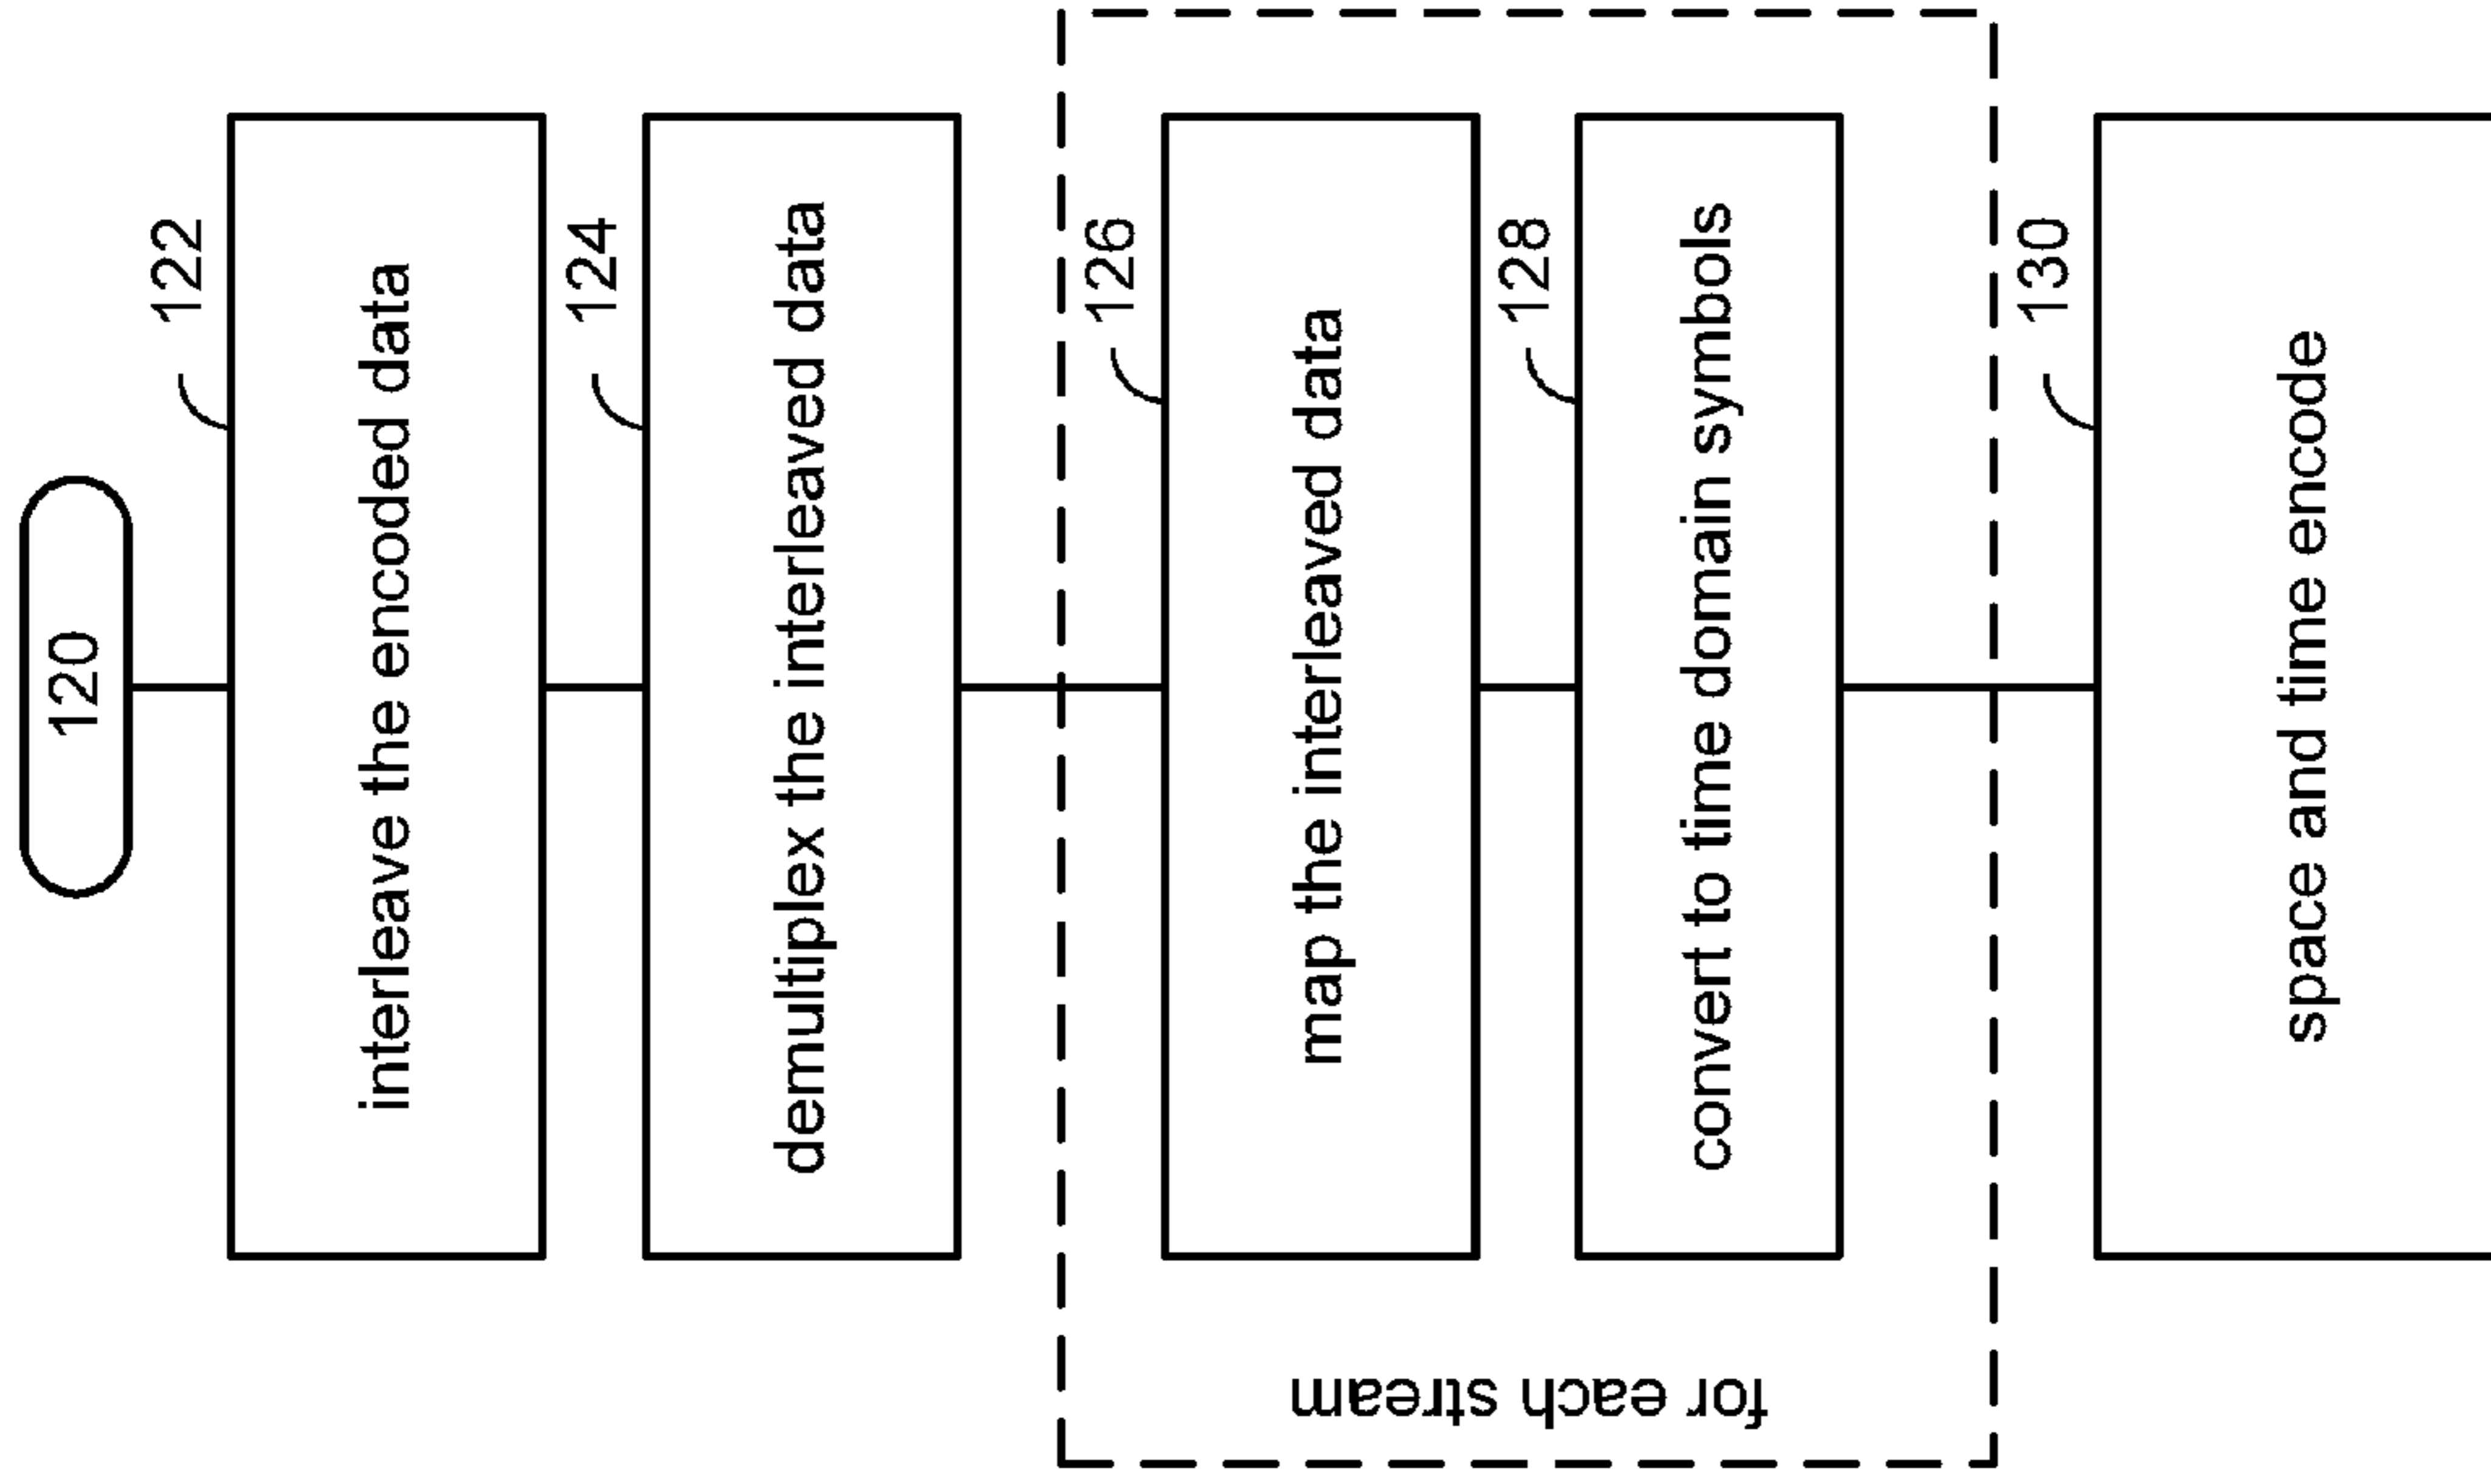 120
122
interleave the encoded data
124
demultiplex the interleaved data
for each stream
126
map the interleaved data
128
convert to time domain symbols
130
space and time encode